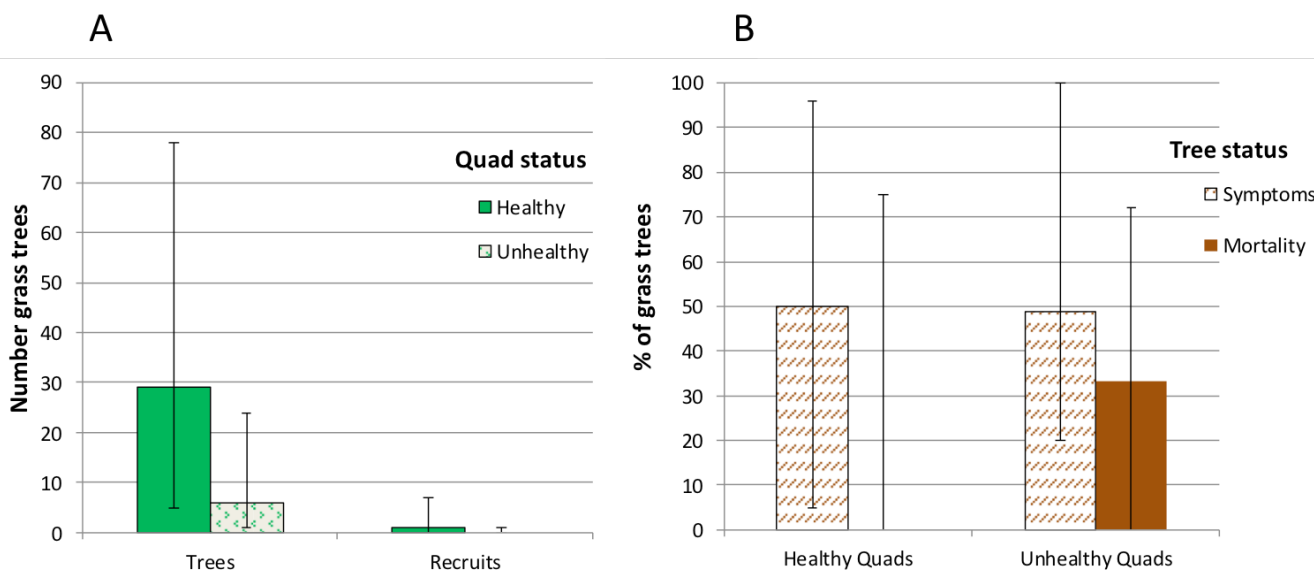 A
Number grass trees
90
80
70
60
50
40
30
20
10
0
Quad status
Healthy
Unhealthy
Trees
Recruits
B
% of grass trees
100
90
80
70
60
50
40
30
20
10
0
Tree status
Symptoms
Mortality
Healthy Quads
Unhealthy Quads